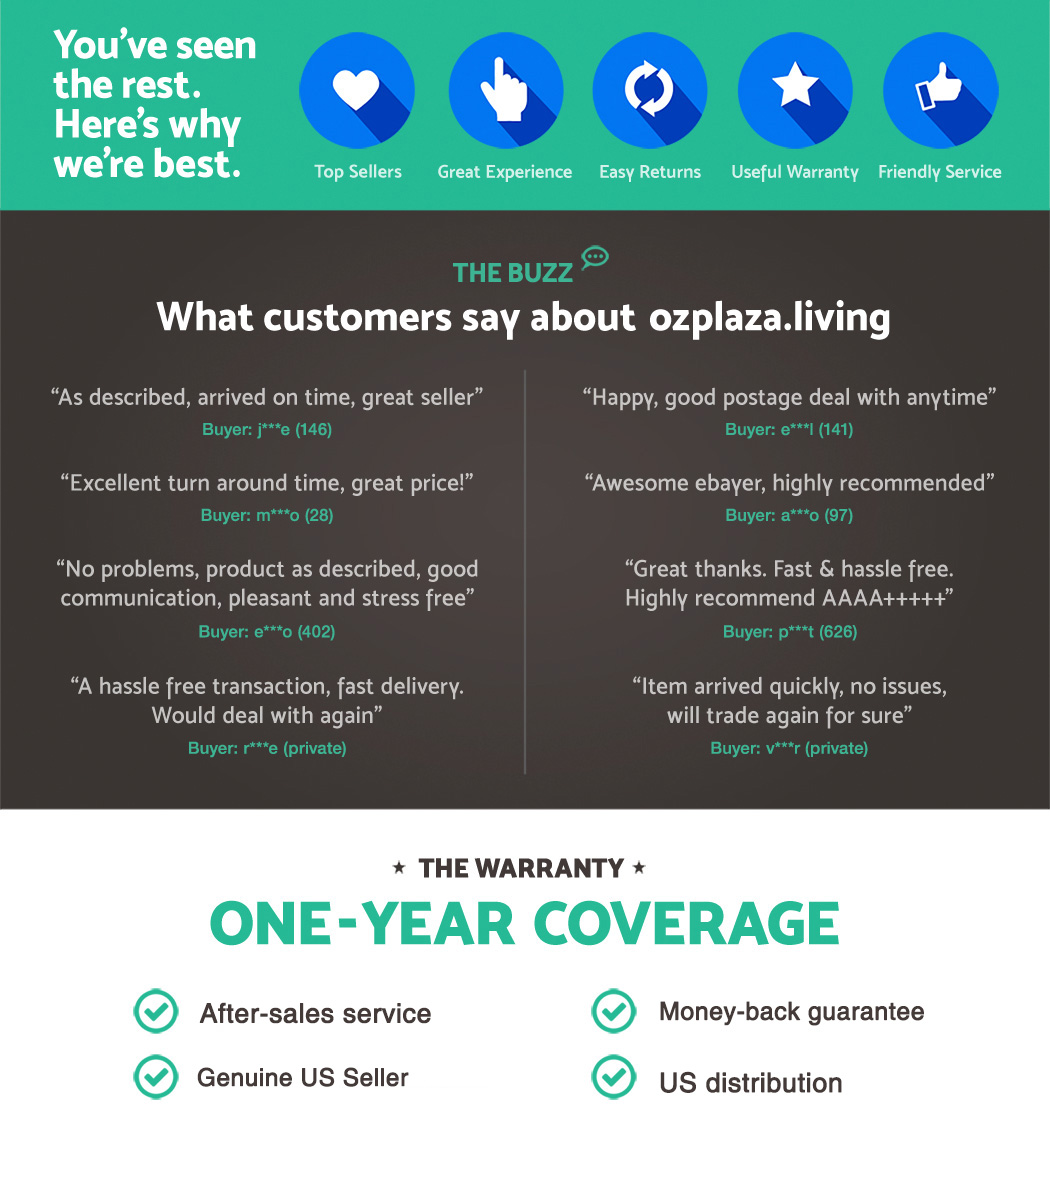 You've seen
the rest.
Here's why
we're best.
Top Sellers
Great Experience
Easy Returns
Useful Warranty
Friendly Service
THE BUZZ
What customers say about ozplaza.living
“As described, arrived on time, great seller”
Buyer: j***e (146)
“Excellent turn around time, great price!”
Buyer: m***o (28)
“No problems, product as described, good
communication, pleasant and stress free”
Buyer: e***o (402)
“A hassle free transaction, fast delivery.
Would deal with again”
Buyer: r***e (private)
“Happy, good postage deal with anytime”
Buyer: e***l (141)
“Awesome ebayer, highly recommended”
Buyer: a***o (97)
“Great thanks. Fast & hassle free.
Highly recommend AAAA+++++”
Buyer: p***t (626)
“Item arrived quickly, no issues,
will trade again for sure”
Buyer: v***r (private)
★ THE WARRANTY ★
ONE-YEAR COVERAGE
After-sales service
Money-back guarantee
Genuine US Seller
US distribution